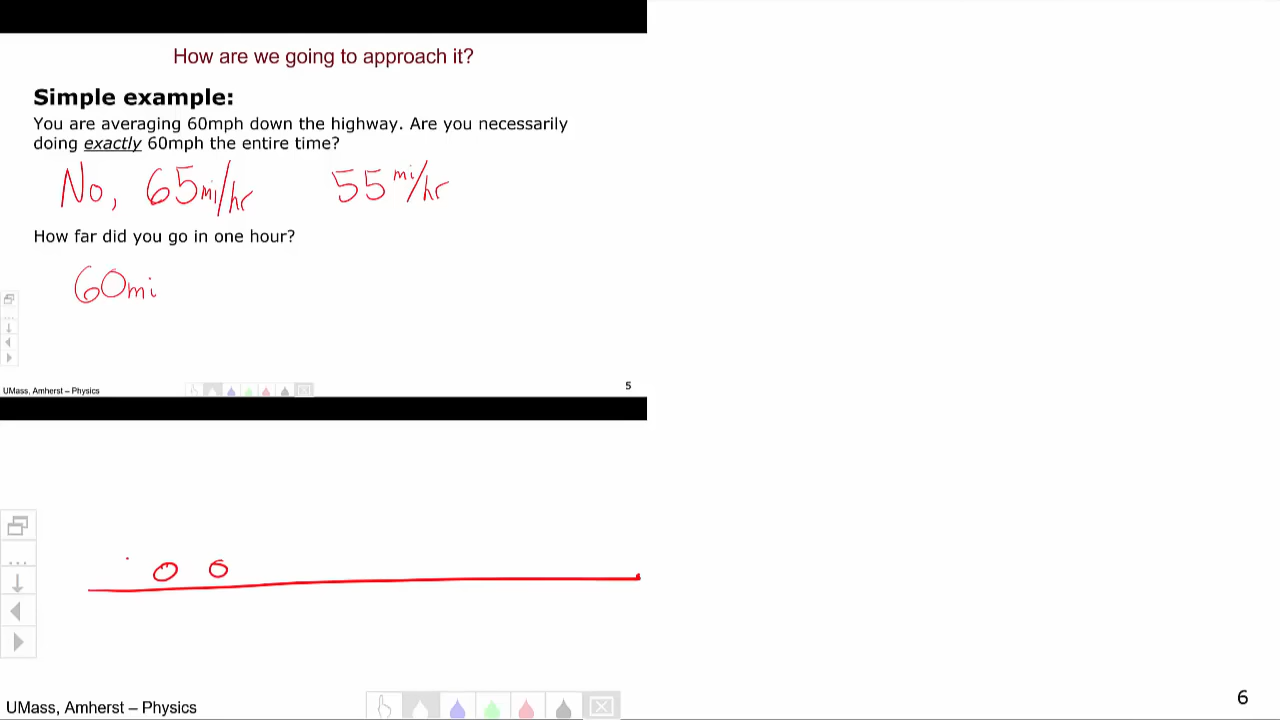 How are we going to approach it?
Simple example:
You are averaging 60mph down the highway. Are you necessarily
doing exactly 60mph the entire time?
No, 65mi/hr 55 mi/hr
How far did you go in one hour?
60mi
UMass, Amherst – Physics
5
UMass, Amherst – Physics
6